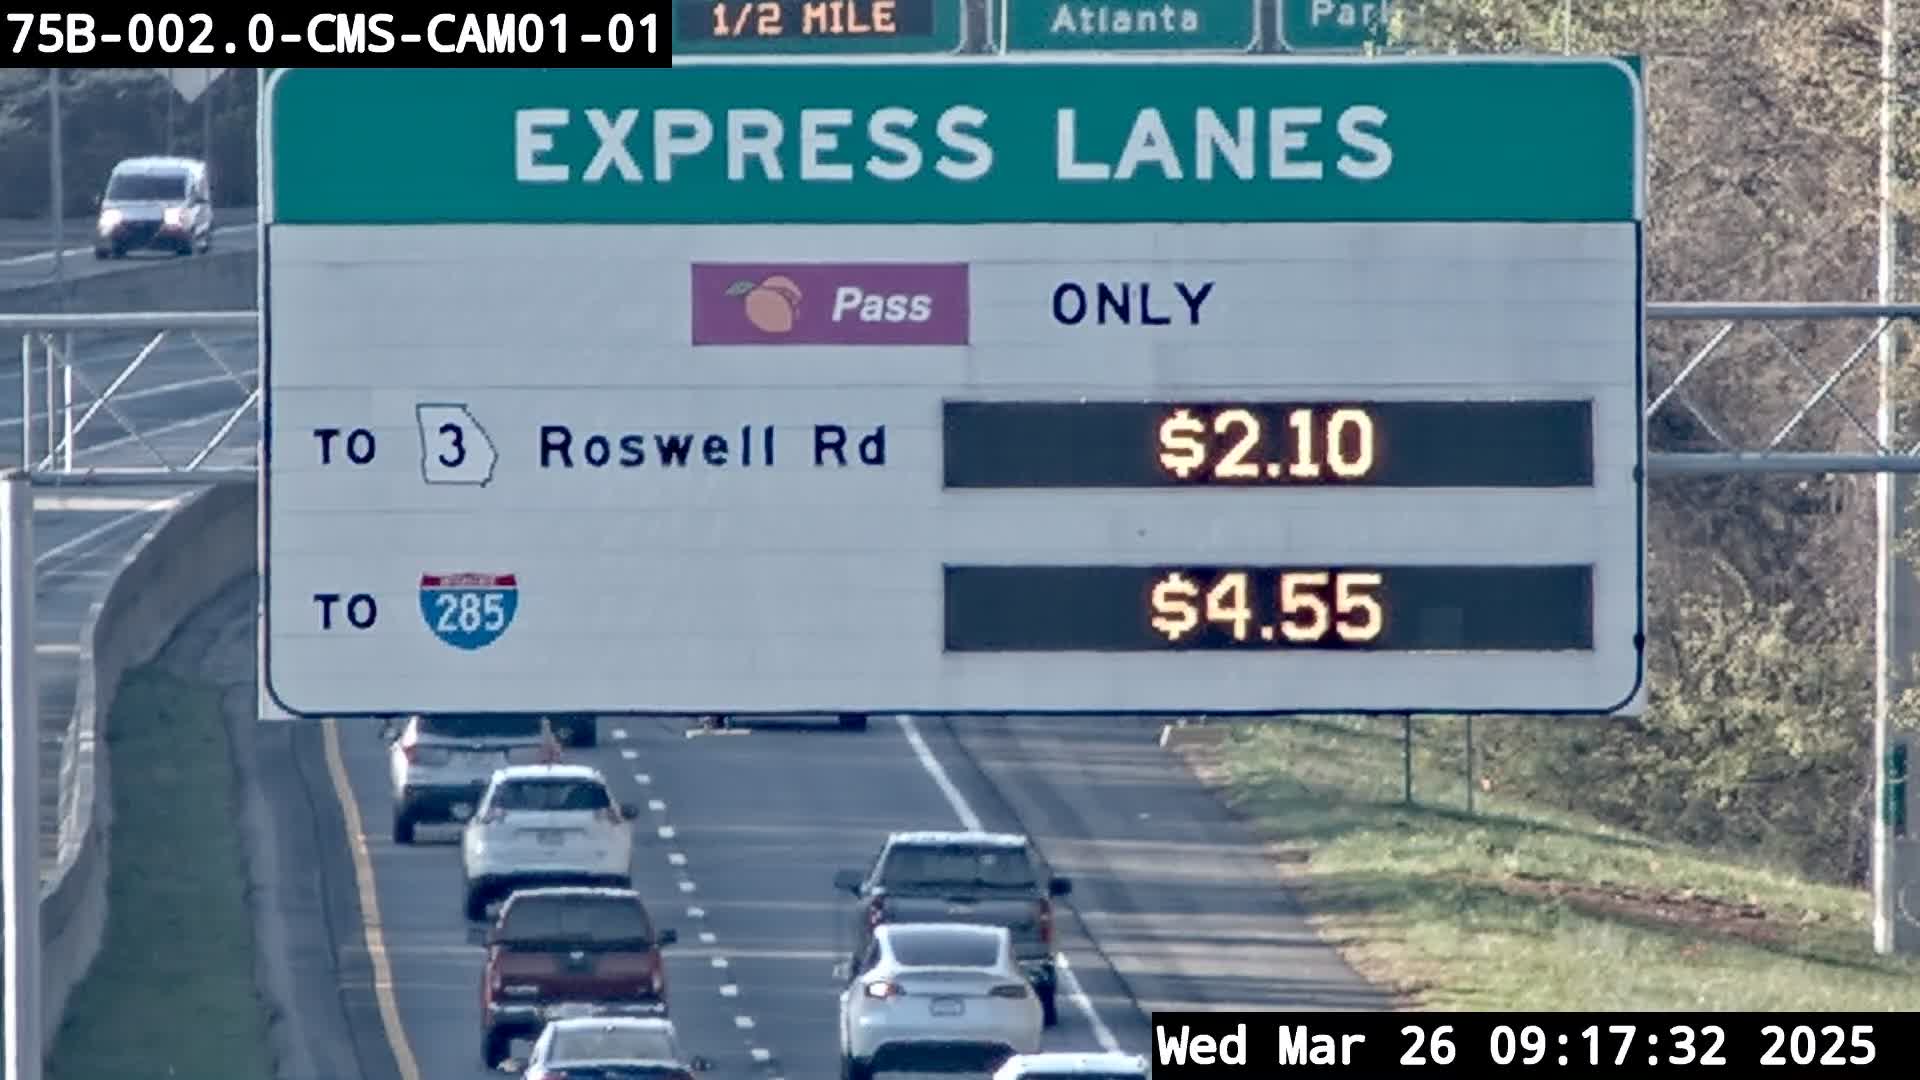 75B-002.0-CMS-CAM01-01
1/2 MILE
Atlanta
EXPRESS LANES
Pass ONLY
TO 3 Roswell Rd $2.10
TO 285 $4.55
Wed Mar 26 09:17:32 2025